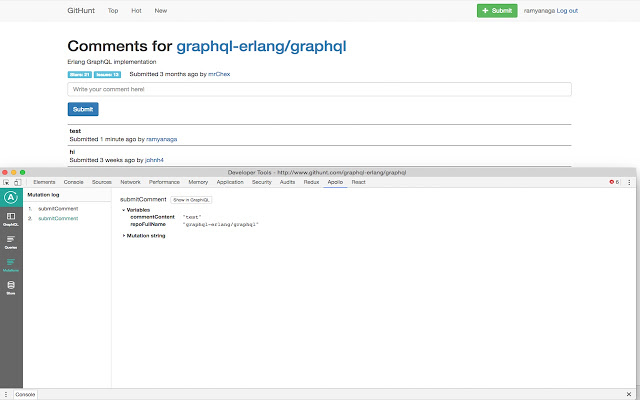 GitHunt Top Hot New + Submit ramyanaga Log out
Comments for graphql-erlang/graphql
Erlang GraphQL implementation
Submitted 3 months ago by mrChex
Write your comment here!
Submit
test
Submitted 1 minute ago by ramyanaga
hi
Submitted 3 weeks ago by johnh4
Developer Tools - http://www.githunt.com/graphql-erlang/graphql
Elements Console Sources Network Performance Memory Application Security Audits Redux Apollo React 6
Mutation log
1. submitComment
2. submitComment
GraphiQL
Queries
Mutations
Store
submitComment Show in GraphiQL
Variables
commentContent "test"
repoFullName "graphql-erlang/graphql"
Mutation string
Console